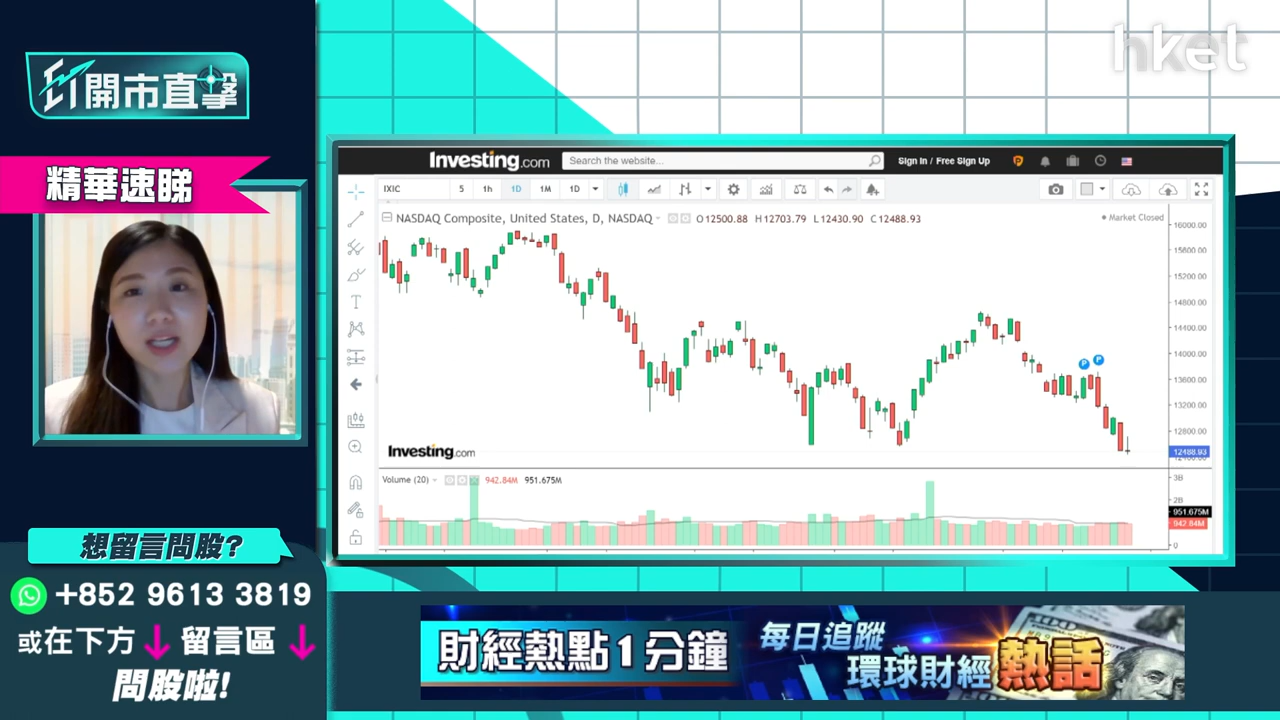 hket
ET開市直擊
精華速睇
Investing.com
Search the website...
Sign In / Free Sign Up
IXIC
5
1h
1D
1M
1D
NASDAQ Composite, United States, D, NASDAQ
O12500.88 H12703.79 L12430.90 C12488.93
Market Closed
16000.00
15600.00
15200.00
14800.00
14400.00
14000.00
13600.00
13200.00
12800.00
12488.93
P
P
Investing.com
Volume (20)
942.84M
951.675M
3B
2B
951.675M
942.84M
0
想留言問股?
+852 9613 3819
或在下方
留言區
問股啦!
財經熱點1分鐘
每日追蹤
環球財經
熱話